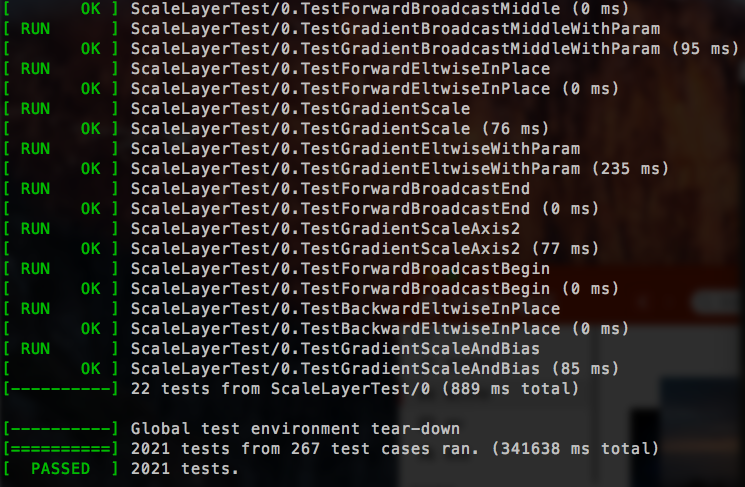 [       OK ] ScaleLayerTest/0.TestForwardBroadcastMiddle (0 ms)
[ RUN      ] ScaleLayerTest/0.TestGradientBroadcastMiddleWithParam
[       OK ] ScaleLayerTest/0.TestGradientBroadcastMiddleWithParam (95 ms)
[ RUN      ] ScaleLayerTest/0.TestForwardEltwiseInPlace
[       OK ] ScaleLayerTest/0.TestForwardEltwiseInPlace (0 ms)
[ RUN      ] ScaleLayerTest/0.TestGradientScale
[       OK ] ScaleLayerTest/0.TestGradientScale (76 ms)
[ RUN      ] ScaleLayerTest/0.TestGradientEltwiseWithParam
[       OK ] ScaleLayerTest/0.TestGradientEltwiseWithParam (235 ms)
[ RUN      ] ScaleLayerTest/0.TestForwardBroadcastEnd
[       OK ] ScaleLayerTest/0.TestForwardBroadcastEnd (0 ms)
[ RUN      ] ScaleLayerTest/0.TestGradientScaleAxis2
[       OK ] ScaleLayerTest/0.TestGradientScaleAxis2 (77 ms)
[ RUN      ] ScaleLayerTest/0.TestForwardBroadcastBegin
[       OK ] ScaleLayerTest/0.TestForwardBroadcastBegin (0 ms)
[ RUN      ] ScaleLayerTest/0.TestBackwardEltwiseInPlace
[       OK ] ScaleLayerTest/0.TestBackwardEltwiseInPlace (0 ms)
[ RUN      ] ScaleLayerTest/0.TestGradientScaleAndBias
[       OK ] ScaleLayerTest/0.TestGradientScaleAndBias (85 ms)
[----------] 22 tests from ScaleLayerTest/0 (889 ms total)
[----------] Global test environment tear-down
[==========] 2021 tests from 267 test cases ran. (341638 ms total)
[  PASSED  ] 2021 tests.